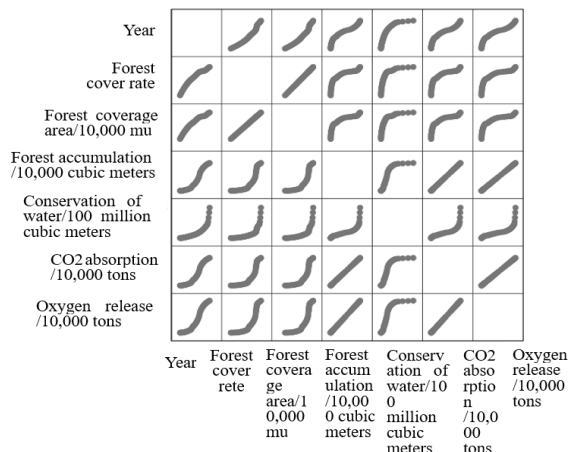 Year
Forest
cover rate
Forest coverage
area/10,000 mu
Forest accumulation
/10,000 cubic meters
Conservation of
water/100 million
cubic meters
CO2 absorption
/10,000 tons
Oxygen release
/10,000 tons
Year
Forest
cover
rete
Forest
covera
ge
area/1
0,000
mu
Forest
accum
ulation
/10,00
0 cubic
meters
Conserv
ation of
water/10
0
million
cubic
meters
CO2
abso
rptio
n
/10,0
00
tons
Oxygen
release
/10,000
tons